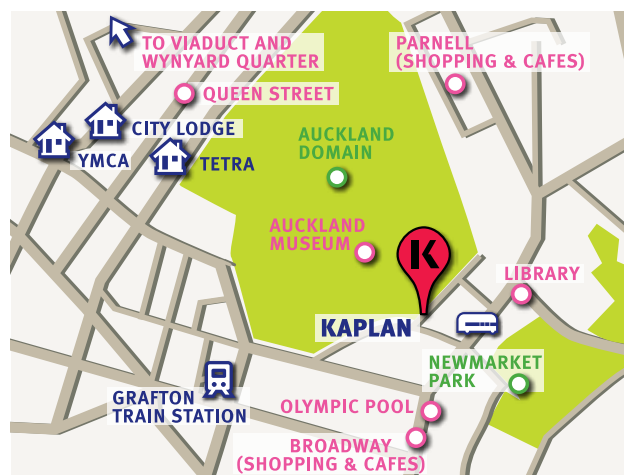 TO VIADUCT AND
WYNYARD QUARTER
PARNELL
(SHOPPING & CAFES)
QUEEN STREET
CITY LODGE
YMCA
TETRA
AUCKLAND
DOMAIN
AUCKLAND
MUSEUM
K
LIBRARY
KAPLAN
NEWMARKET
PARK
GRAFTON
TRAIN STATION
OLYMPIC POOL
BROADWAY
(SHOPPING & CAFES)